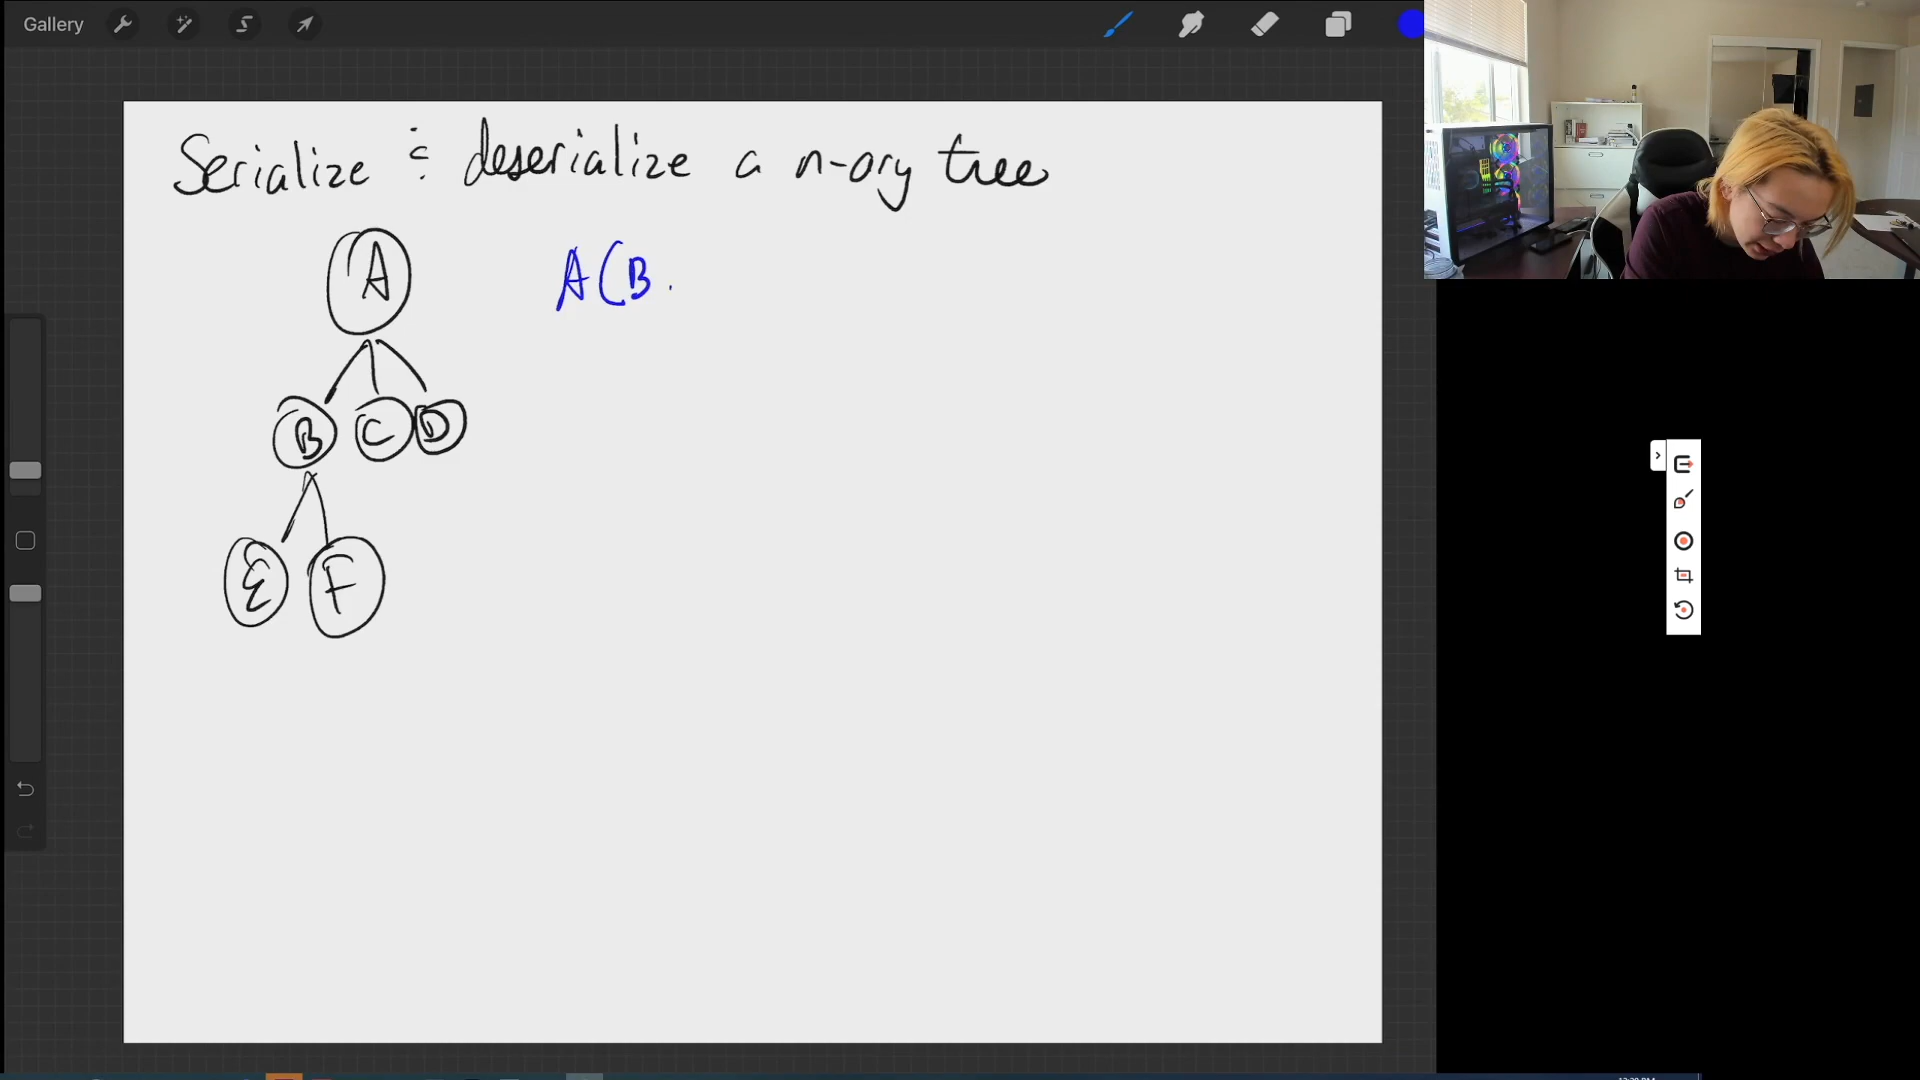 Gallery
Serialize & deserialize a n-ary tree
A
A(B
B C D
E F